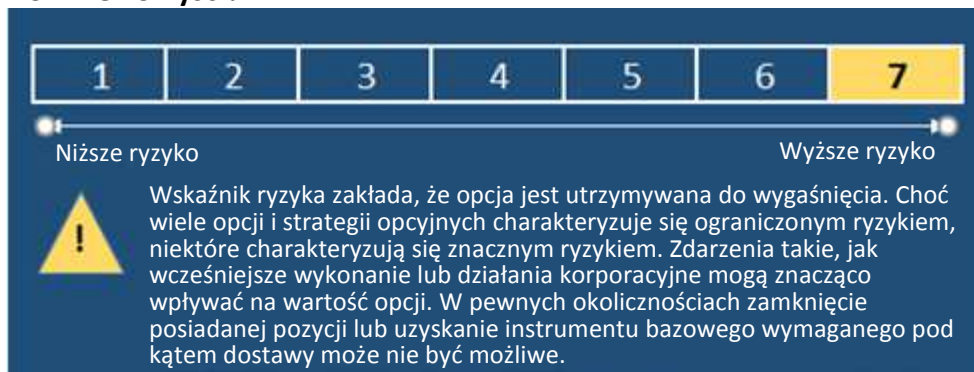 1 2 3 4 5 6 7
Niższe ryzyko Wyższe ryzyko
Wskaźnik ryzyka zakłada, że opcja jest utrzymywana do wygaśnięcia. Choć
wiele opcji i strategii opcyjnych charakteryzuje się ograniczonym ryzykiem,
niektóre charakteryzują się znacznym ryzykiem. Zdarzenia takie, jak
wcześniejsze wykonanie lub działania korporacyjne mogą znacząco
wpływać na wartość opcji. W pewnych okolicznościach zamknięcie
posiadanej pozycji lub uzyskanie instrumentu bazowego wymaganego pod
kątem dostawy może nie być możliwe.